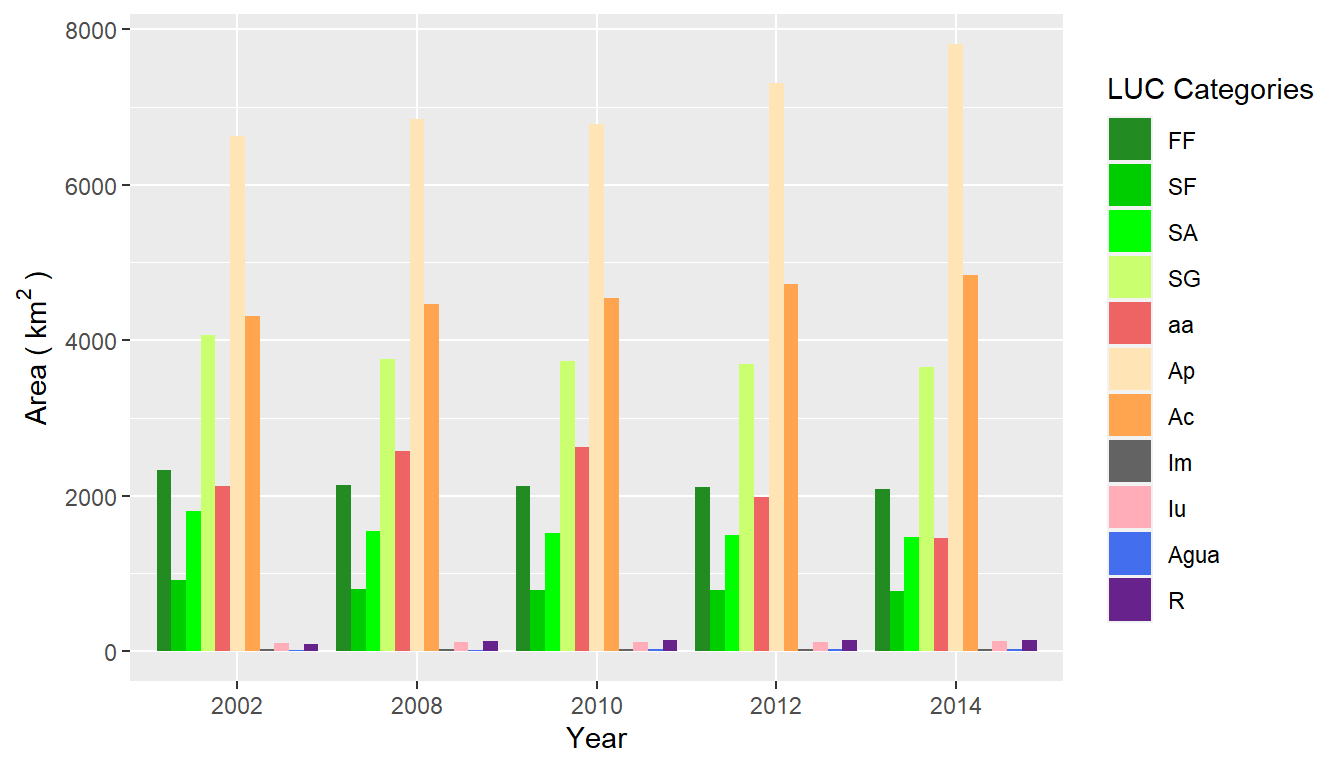 8000
6000
4000
2000
0
Area ( km² )
2002 2008 2010 2012 2014
Year
LUC Categories
FF
SF
SA
SG
aa
Ap
Ac
Im
Iu
Agua
R